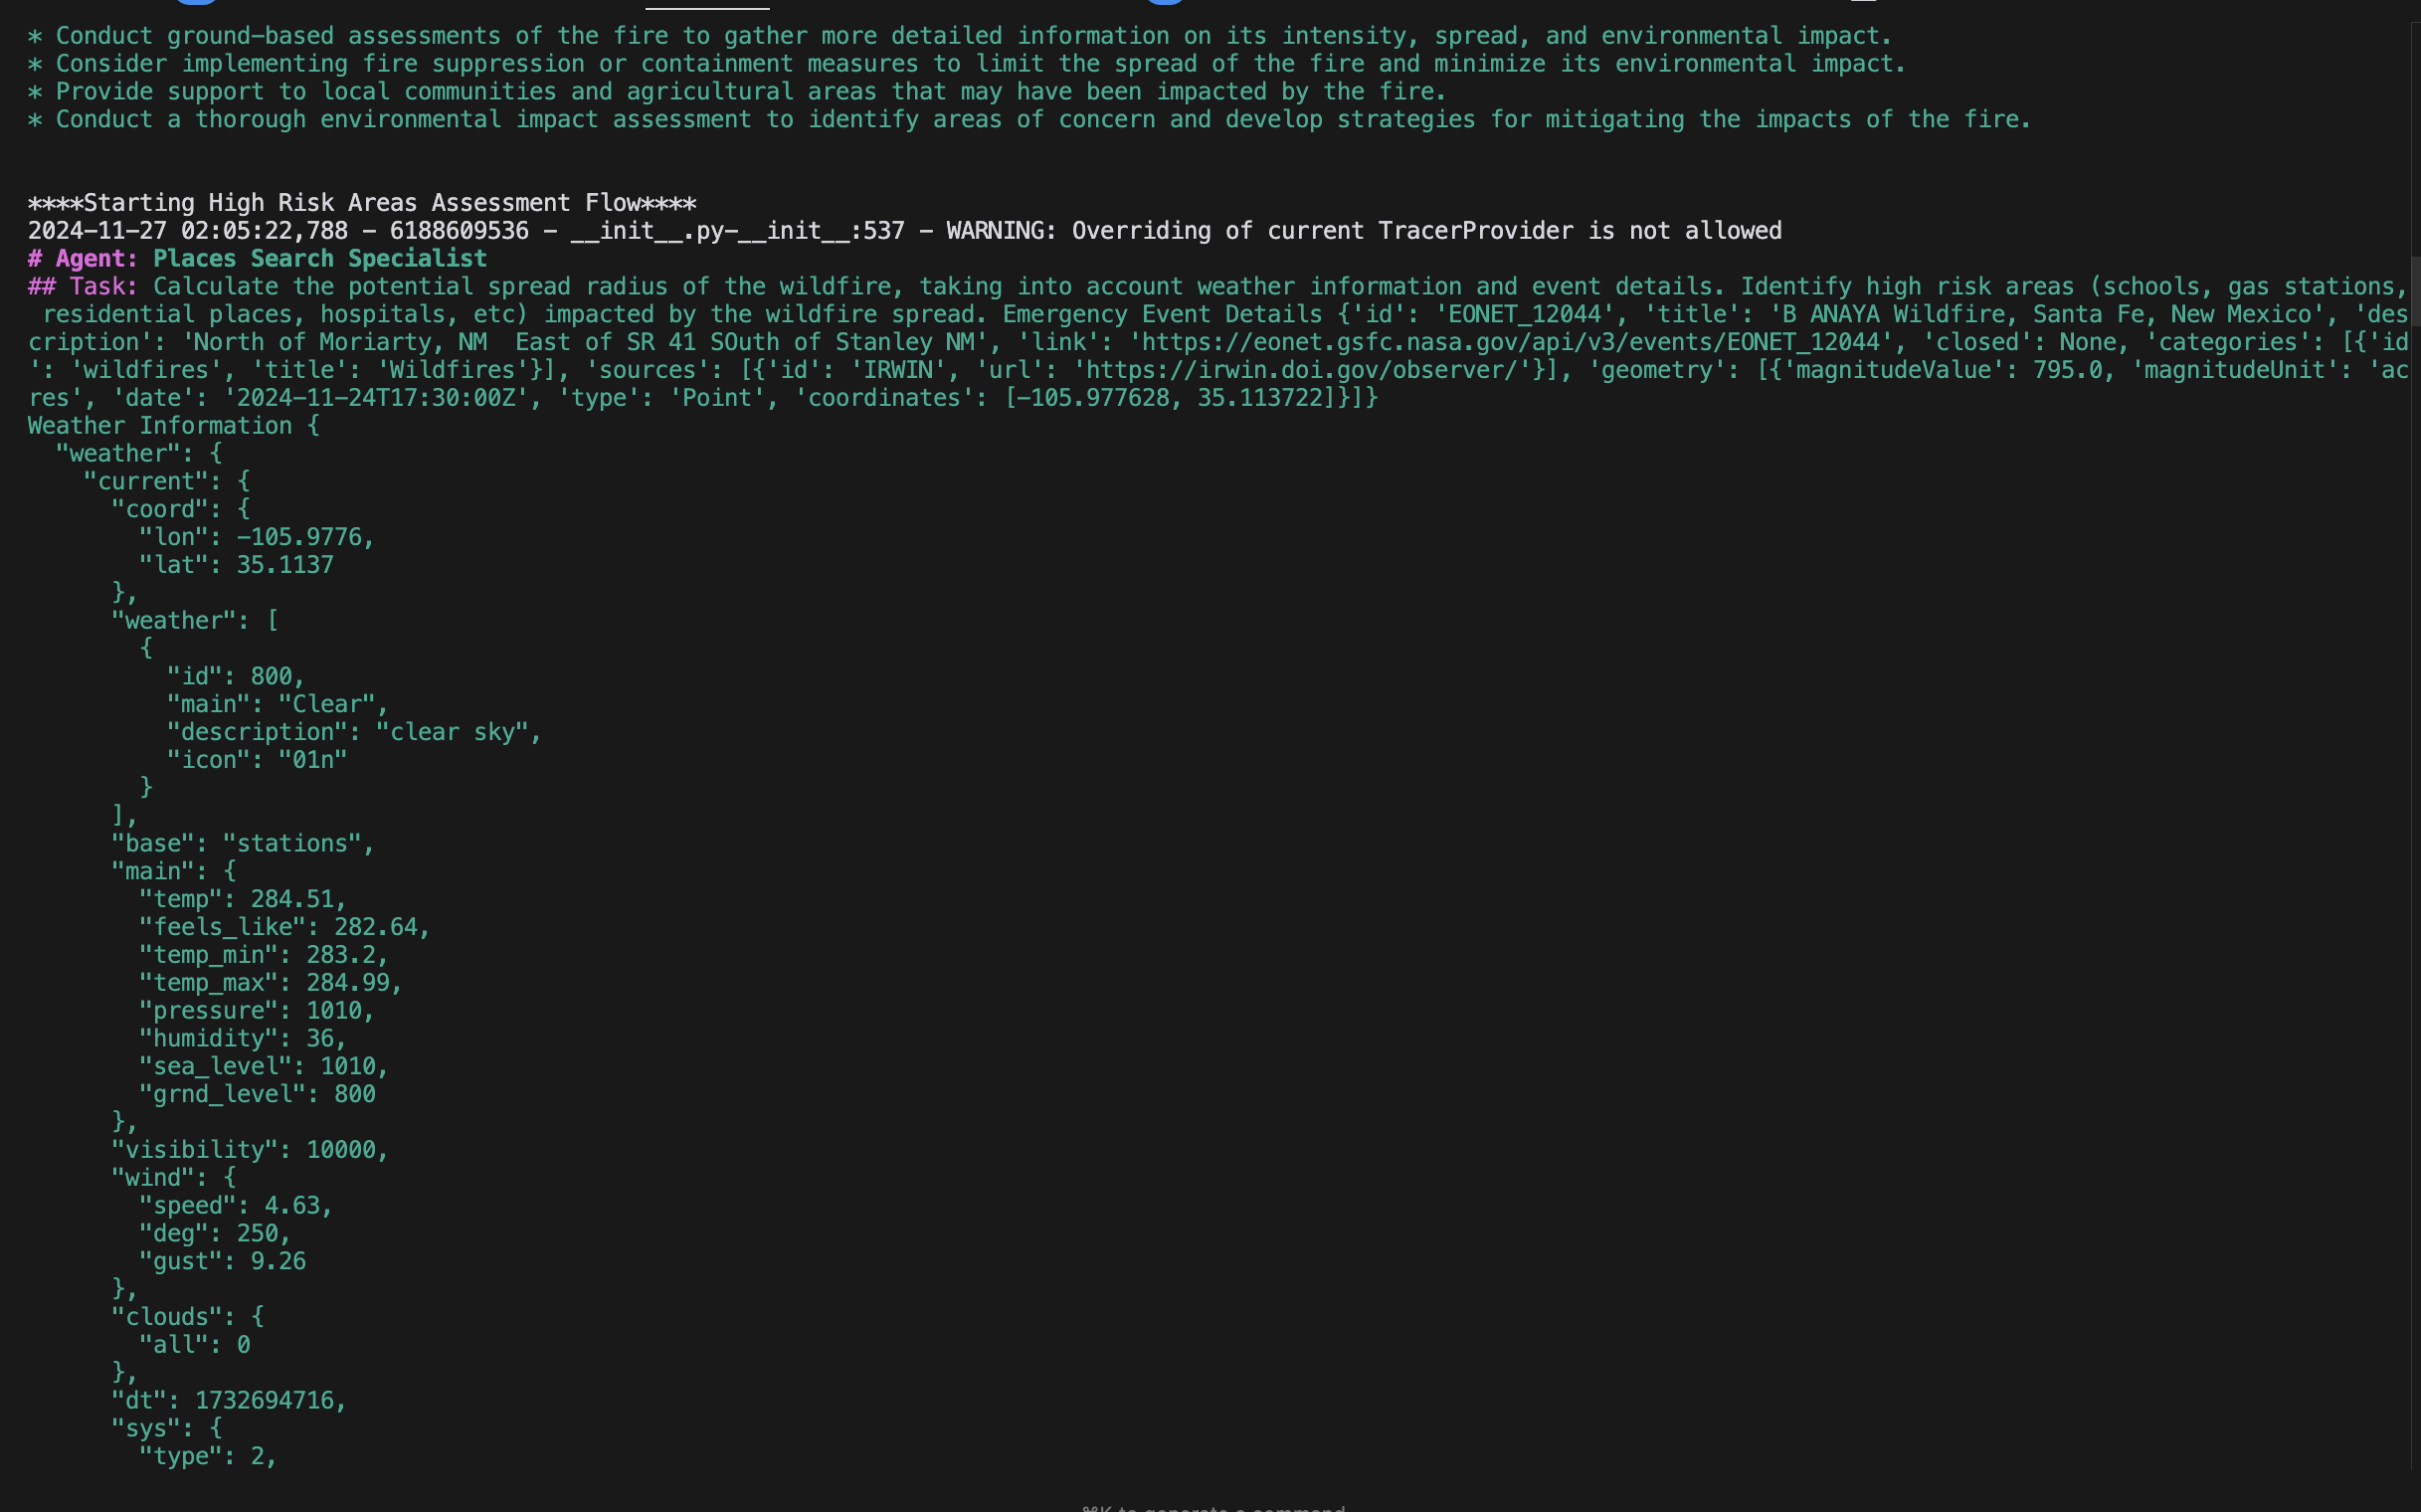 * Conduct ground-based assessments of the fire to gather more detailed information on its intensity, spread, and environmental impact.
* Consider implementing fire suppression or containment measures to limit the spread of the fire and minimize its environmental impact.
* Provide support to local communities and agricultural areas that may have been impacted by the fire.
* Conduct a thorough environmental impact assessment to identify areas of concern and develop strategies for mitigating the impacts of the fire.
****Starting High Risk Areas Assessment Flow****
2024-11-27 02:05:22,788 - 6188609536 - __init__.py-__init__:537 - WARNING: Overriding of current TracerProvider is not allowed
# Agent: Places Search Specialist
## Task: Calculate the potential spread radius of the wildfire, taking into account weather information and event details. Identify high risk areas (schools, gas stations,
 residential places, hospitals, etc) impacted by the wildfire spread. Emergency Event Details {'id': 'EONET_12044', 'title': 'B ANAYA Wildfire, Santa Fe, New Mexico', 'des
cription': 'North of Moriarty, NM  East of SR 41 SOuth of Stanley NM', 'link': 'https://eonet.gsfc.nasa.gov/api/v3/events/EONET_12044', 'closed': None, 'categories': [{'id
': 'wildfires', 'title': 'Wildfires'}], 'sources': [{'id': 'IRWIN', 'url': 'https://irwin.doi.gov/observer/'}], 'geometry': [{'magnitudeValue': 795.0, 'magnitudeUnit': 'ac
res', 'date': '2024-11-24T17:30:00Z', 'type': 'Point', 'coordinates': [-105.977628, 35.113722]}]}
Weather Information {
  "weather": {
    "current": {
      "coord": {
        "lon": -105.9776,
        "lat": 35.1137
      },
      "weather": [
        {
          "id": 800,
          "main": "Clear",
          "description": "clear sky",
          "icon": "01n"
        }
      ],
      "base": "stations",
      "main": {
        "temp": 284.51,
        "feels_like": 282.64,
        "temp_min": 283.2,
        "temp_max": 284.99,
        "pressure": 1010,
        "humidity": 36,
        "sea_level": 1010,
        "grnd_level": 800
      },
      "visibility": 10000,
      "wind": {
        "speed": 4.63,
        "deg": 250,
        "gust": 9.26
      },
      "clouds": {
        "all": 0
      },
      "dt": 1732694716,
      "sys": {
        "type": 2,
⌘K to generate a command